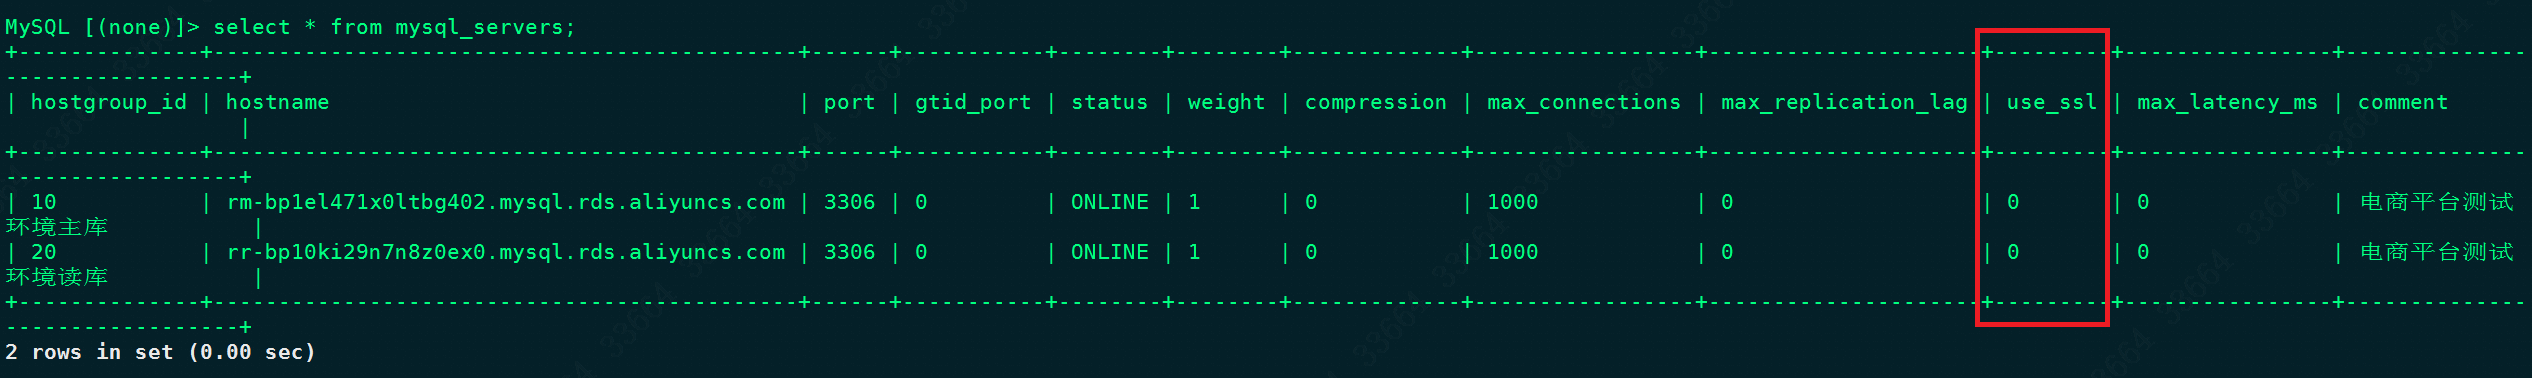 MySQL [(none)]> select * from mysql_servers;
+--------------+---------------------------------------------+------+-----------+--------+--------+-------------+-----------------+---------------------+---------+----------------+--------------
------------------+
| hostgroup_id | hostname                                    | port | gtid_port | status | weight | compression | max_connections | max_replication_lag | use_ssl | max_latency_ms | comment
                  |
+--------------+---------------------------------------------+------+-----------+--------+--------+-------------+-----------------+---------------------+---------+----------------+--------------
------------------+
| 10           | rm-bp1el471x0ltbg402.mysql.rds.aliyuncs.com | 3306 | 0         | ONLINE | 1      | 0           | 1000            | 0                   | 0       | 0              | 电商平台测试
环境主库           |
| 20           | rr-bp10ki29n7n8z0ex0.mysql.rds.aliyuncs.com | 3306 | 0         | ONLINE | 1      | 0           | 1000            | 0                   | 0       | 0              | 电商平台测试
环境读库           |
+--------------+---------------------------------------------+------+-----------+--------+--------+-------------+-----------------+---------------------+---------+----------------+--------------
------------------+
2 rows in set (0.00 sec)